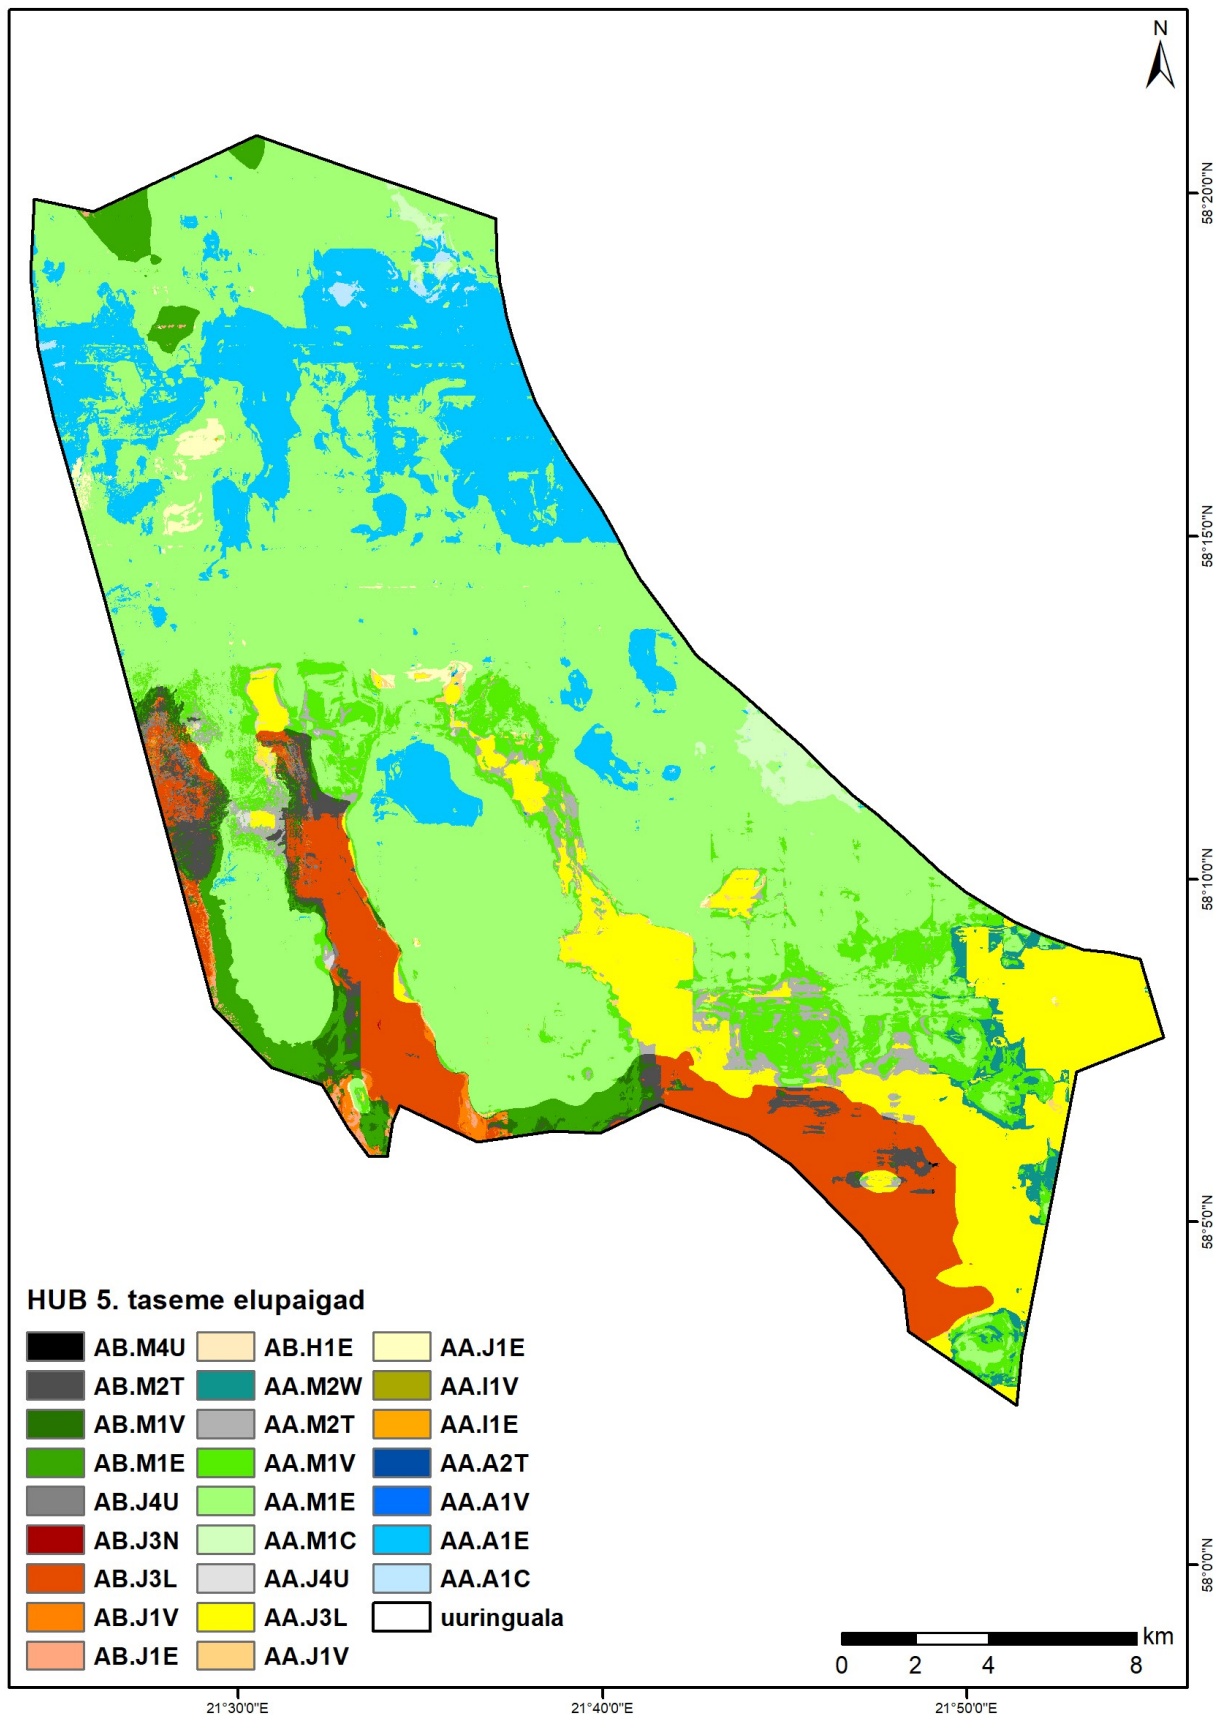 N
58°20'0"N
58°15'0"N
58°10'0"N
58°5'0"N
58°0'0"N
HUB 5. taseme elupaigad
AB.M4U AB.H1E AA.J1E
AB.M2T AA.M2W AA.I1V
AB.M1V AA.M2T AA.I1E
AB.M1E AA.M1V AA.A2T
AB.J4U AA.M1E AA.A1V
AB.J3N AA.M1C AA.A1E
AB.J3L AA.J4U AA.A1C
AB.J1V AA.J3L uuringuala
AB.J1E AA.J1V
km
0 2 4 8
21°30'0"E 21°40'0"E 21°50'0"E